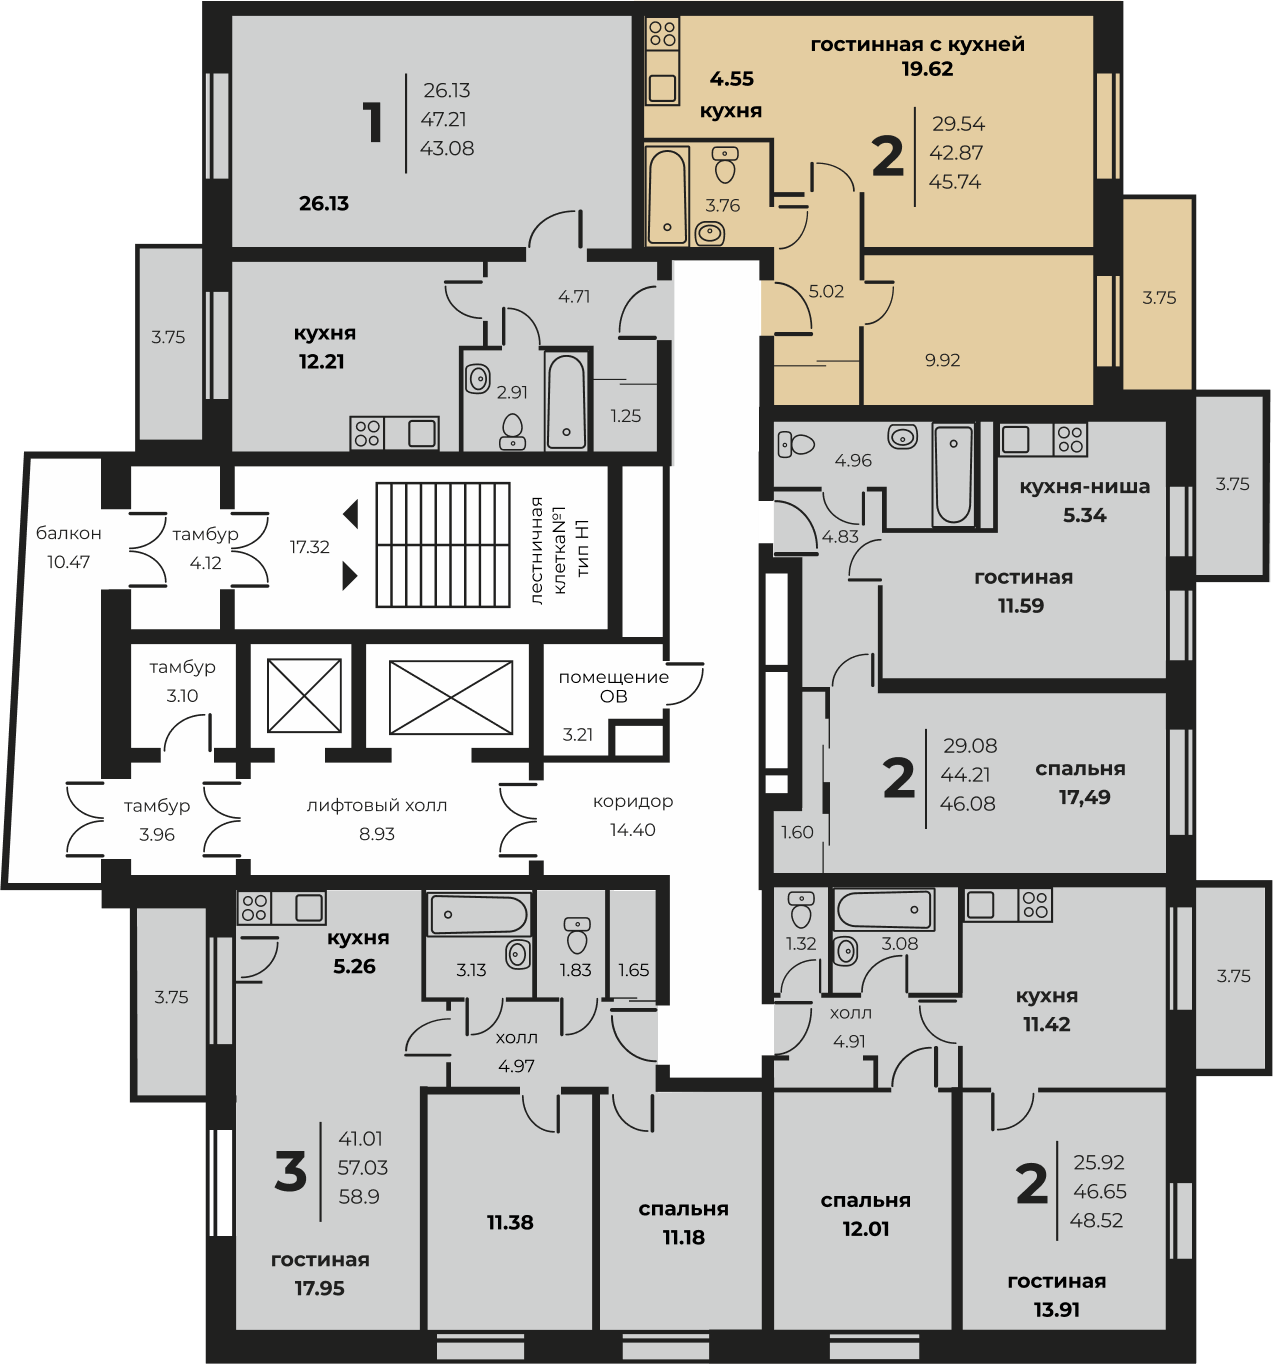 1
26.13
47.21
43.08
26.13
гостинная с кухней
19.62
4.55
кухня
2
29.54
42.87
45.74
3.76
5.02
9.92
3.75
3.75
кухня
12.21
4.71
2.91
1.25
4.96
кухня-ниша
5.34
4.83
гостиная
11.59
3.75
балкон
10.47
тамбур
4.12
17.32
лестничная
клетка№1
тип Н1
тамбур
3.10
помещение
ОВ
3.21
2
29.08
44.21
46.08
спальня
17,49
1.60
тамбур
3.96
лифтовый холл
8.93
коридор
14.40
кухня
5.26
3.13
1.83
1.65
3.75
холл
4.97
3
41.01
57.03
58.9
гостиная
17.95
11.38
спальня
11.18
1.32
3.08
холл
4.91
кухня
11.42
3.75
спальня
12.01
2
25.92
46.65
48.52
гостиная
13.91